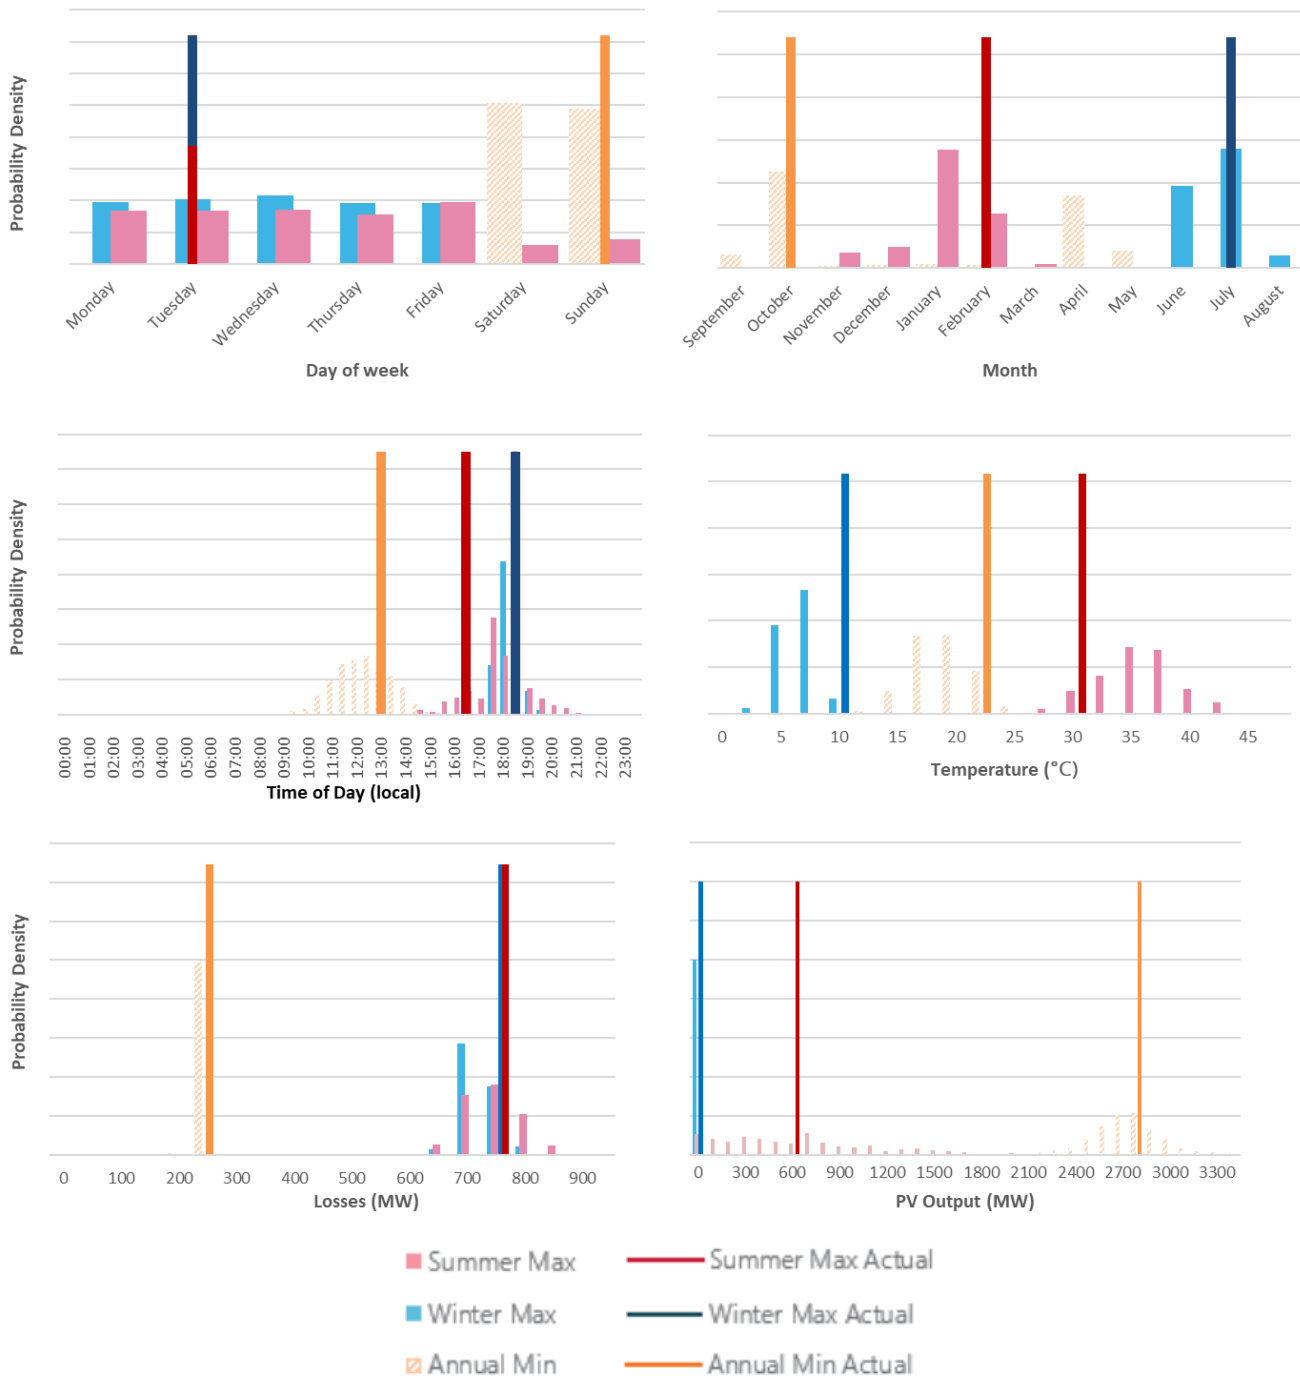 Probability Density
Monday Tuesday Wednesday Thursday Friday Saturday Sunday
Day of week
September October November December January February March April May June July August
Month
Probability Density
00:00 01:00 02:00 03:00 04:00 05:00 06:00 07:00 08:00 09:00 10:00 11:00 12:00 13:00 14:00 15:00 16:00 17:00 18:00 19:00 20:00 21:00 22:00 23:00
Time of Day (local)
0 5 10 15 20 25 30 35 40 45
Temperature (°C)
Probability Density
0 100 200 300 400 500 600 700 800 900
Losses (MW)
0 300 600 900 1200 1500 1800 2100 2400 2700 3000 3300
PV Output (MW)
Summer Max Summer Max Actual
Winter Max Winter Max Actual
Annual Min Annual Min Actual